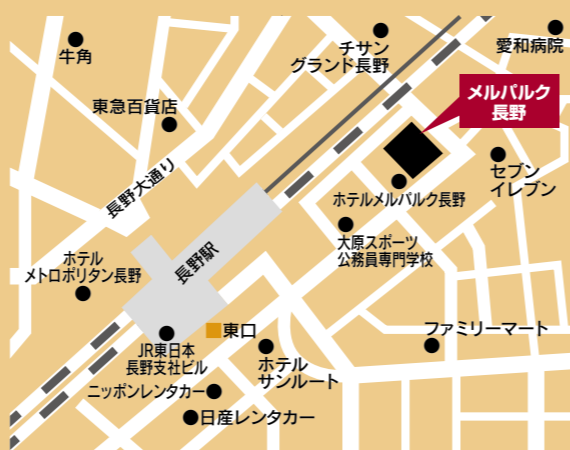 牛角
チサン
グランド長野
愛和病院
メルパルク
長野
東急百貨店
長野大通り
セブン
イレブン
ホテルメルパルク長野
大原スポーツ
公務員専門学校
長野駅
ホテル
メトロポリタン長野
東口
ファミリーマート
JR東日本
長野支社ビル
ホテル
サンルート
ニッポンレンタカー
日産レンタカー